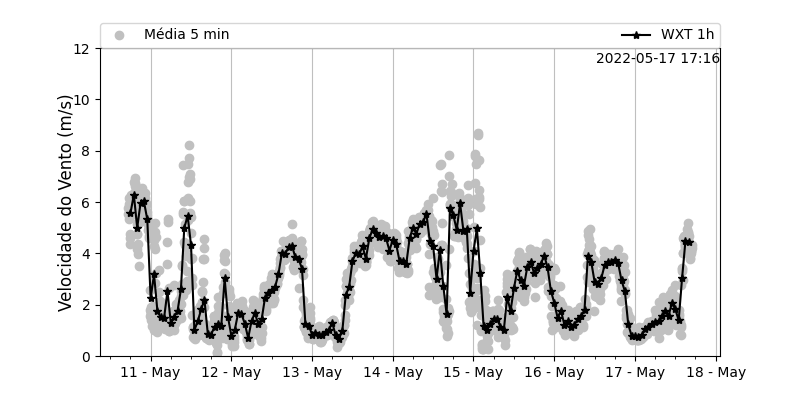 Média 5 min
WXT 1h
2022-05-17 17:16
Velocidade do Vento (m/s)
12
10
8
6
4
2
0
11 - May
12 - May
13 - May
14 - May
15 - May
16 - May
17 - May
18 - May